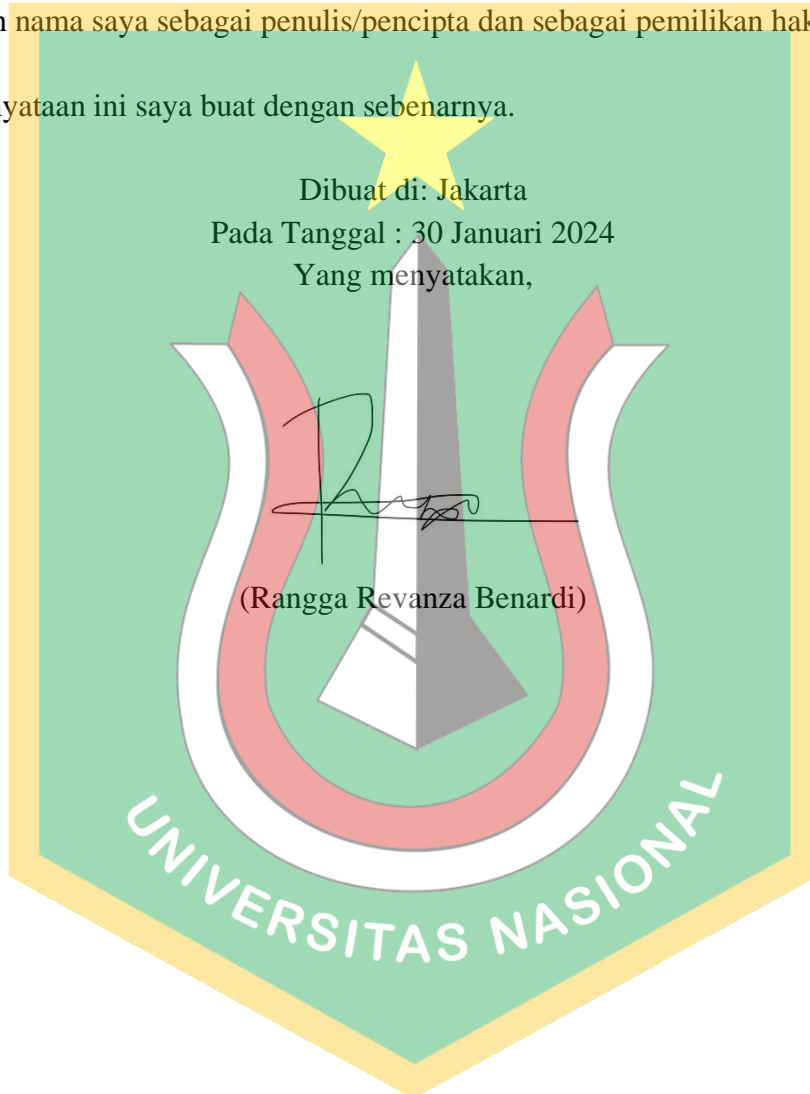 nama saya sebagai penulis/pencipta dan sebagai pemilikan hak
nyataan ini saya buat dengan sebenarnya.
Dibuat di: Jakarta
Pada Tanggal : 30 Januari 2024
Yang menyatakan,
(Rangga Revanza Benardi)
UNIVERSITAS NASIONAL